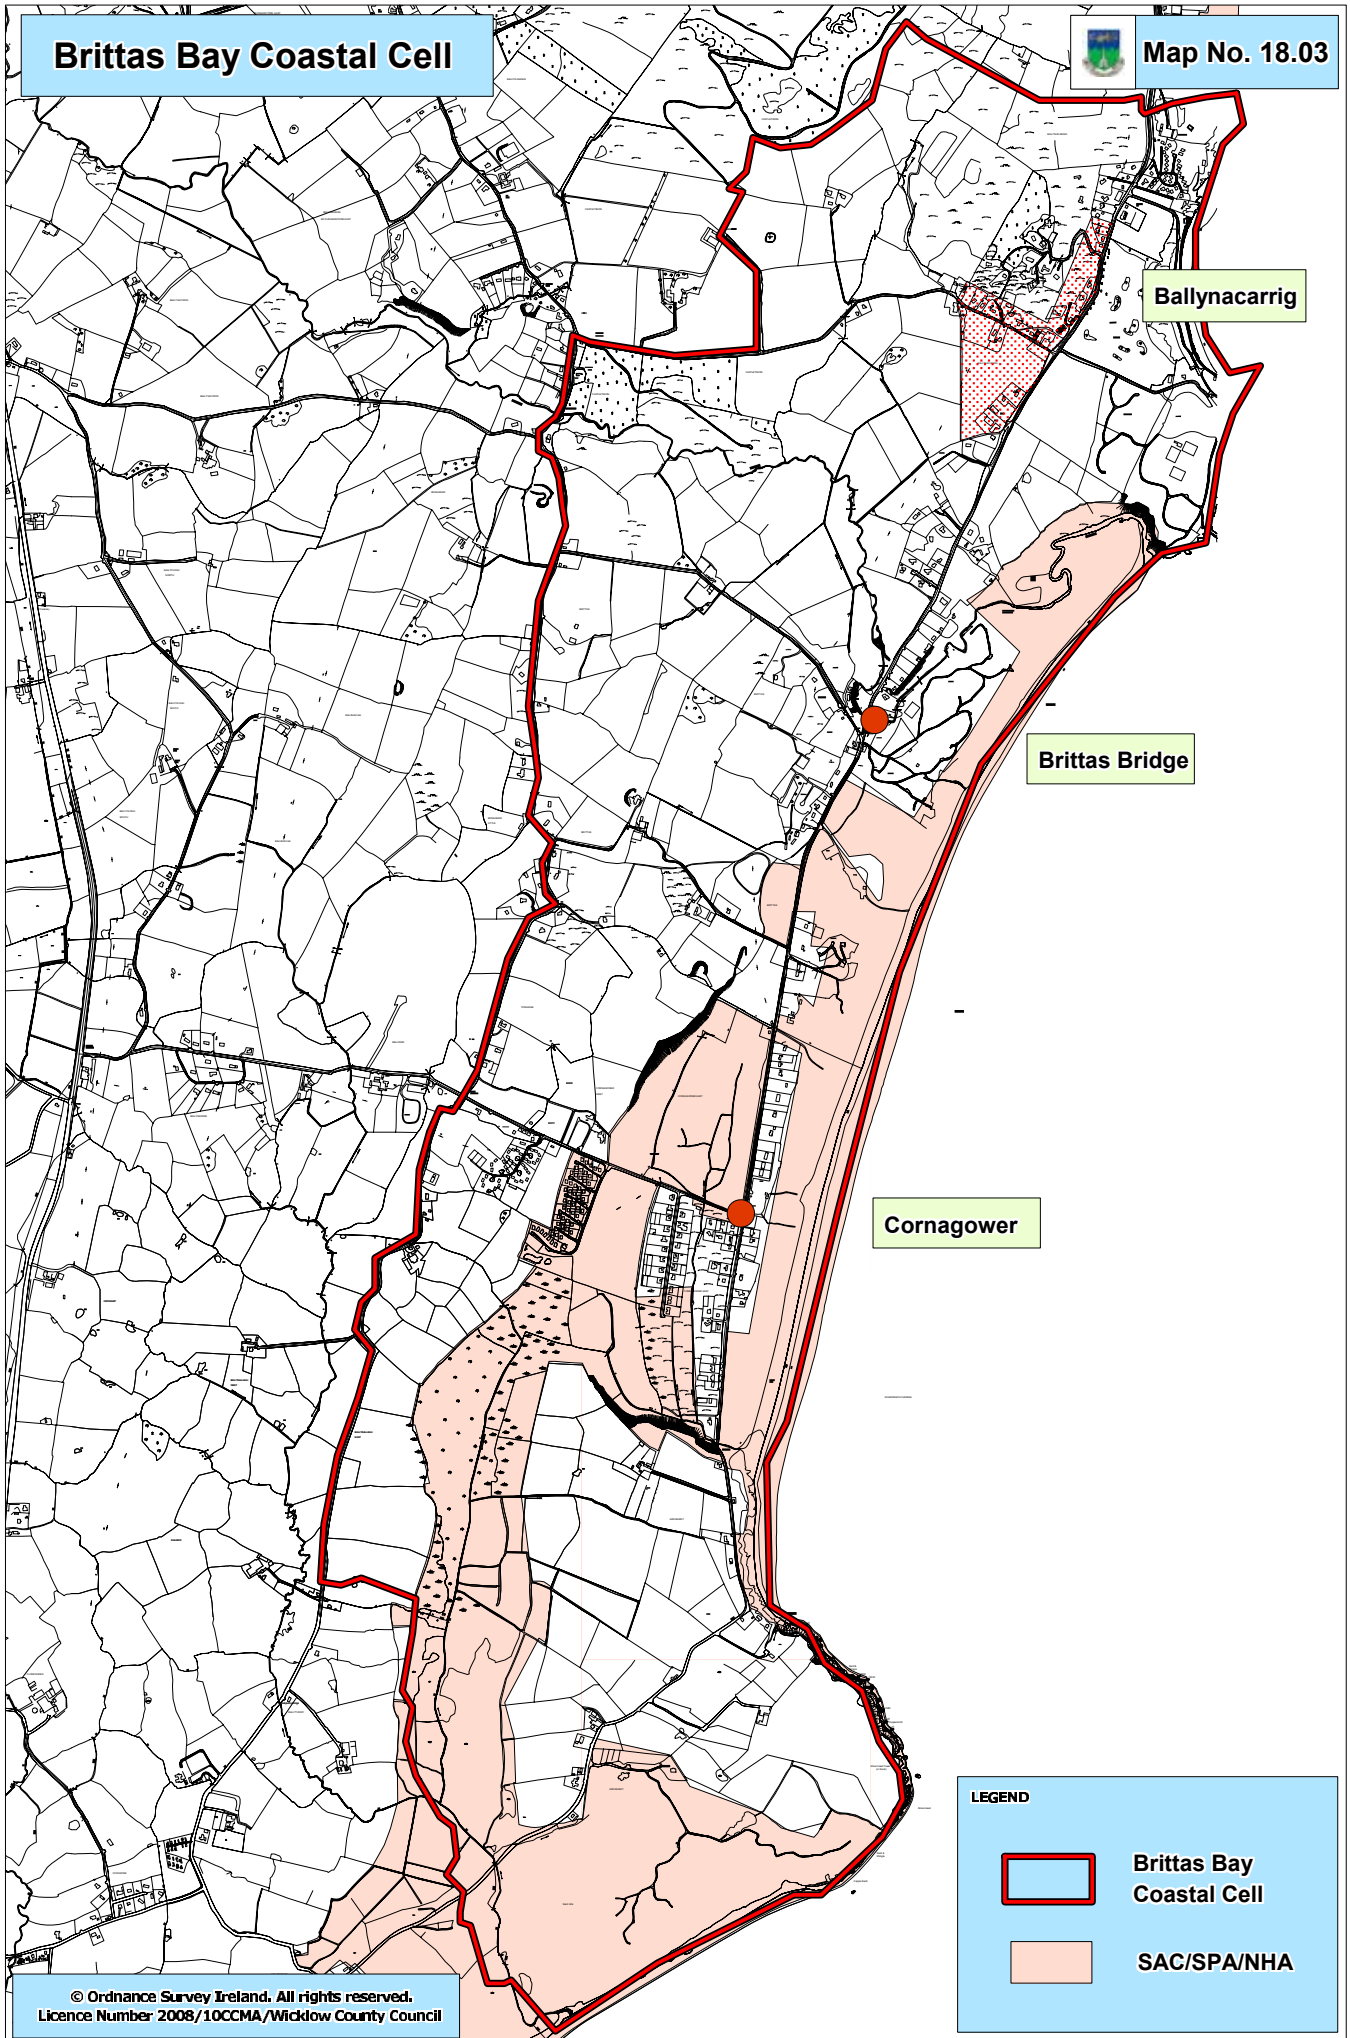 Brittas Bay Coastal Cell
Map No. 18.03
Ballynacarrig
Brittas Bridge
Cornagower
LEGEND
Brittas Bay
Coastal Cell
SAC/SPA/NHA
© Ordnance Survey Ireland. All rights reserved.
Licence Number 2008/10CCMA/Wicklow County Council